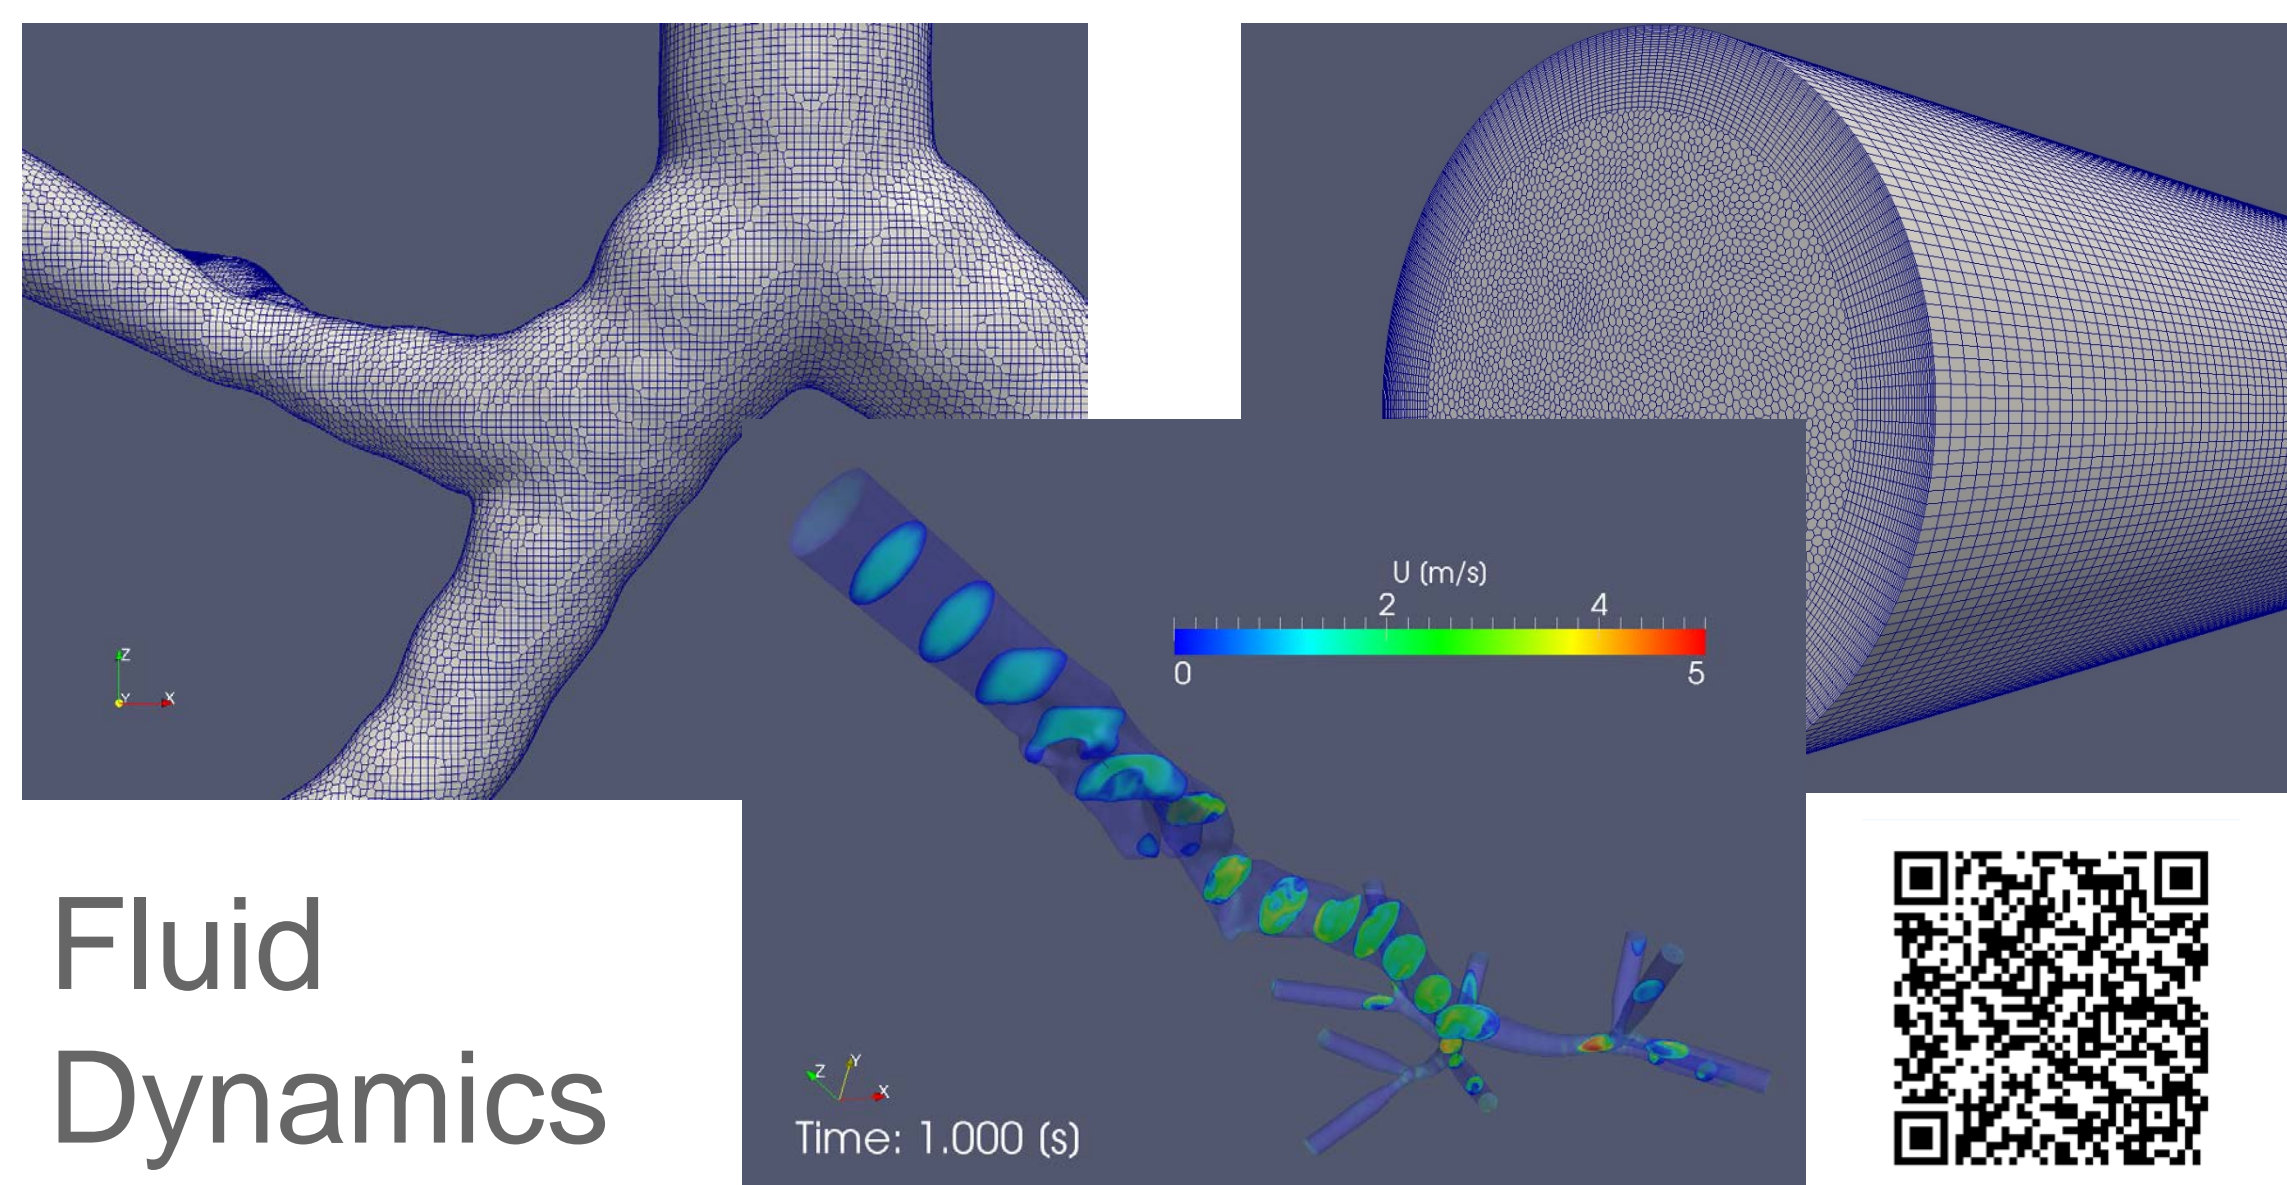 Z
Y X
U (m/s)
2 4
0 5
Z Y X
Time: 1.000 (s)
Fluid
Dynamics